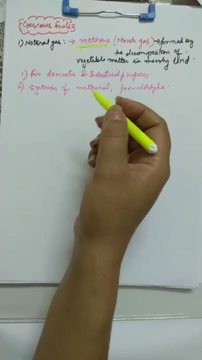 Gaseous Fuels
1) Natural gas :→ methane (Marsh gas) → formed by
the decomposition of
vegetable matter in marshy land
1) For domestic & Industrial purposes.
2) Synthesis of methanol, formaldehyde.